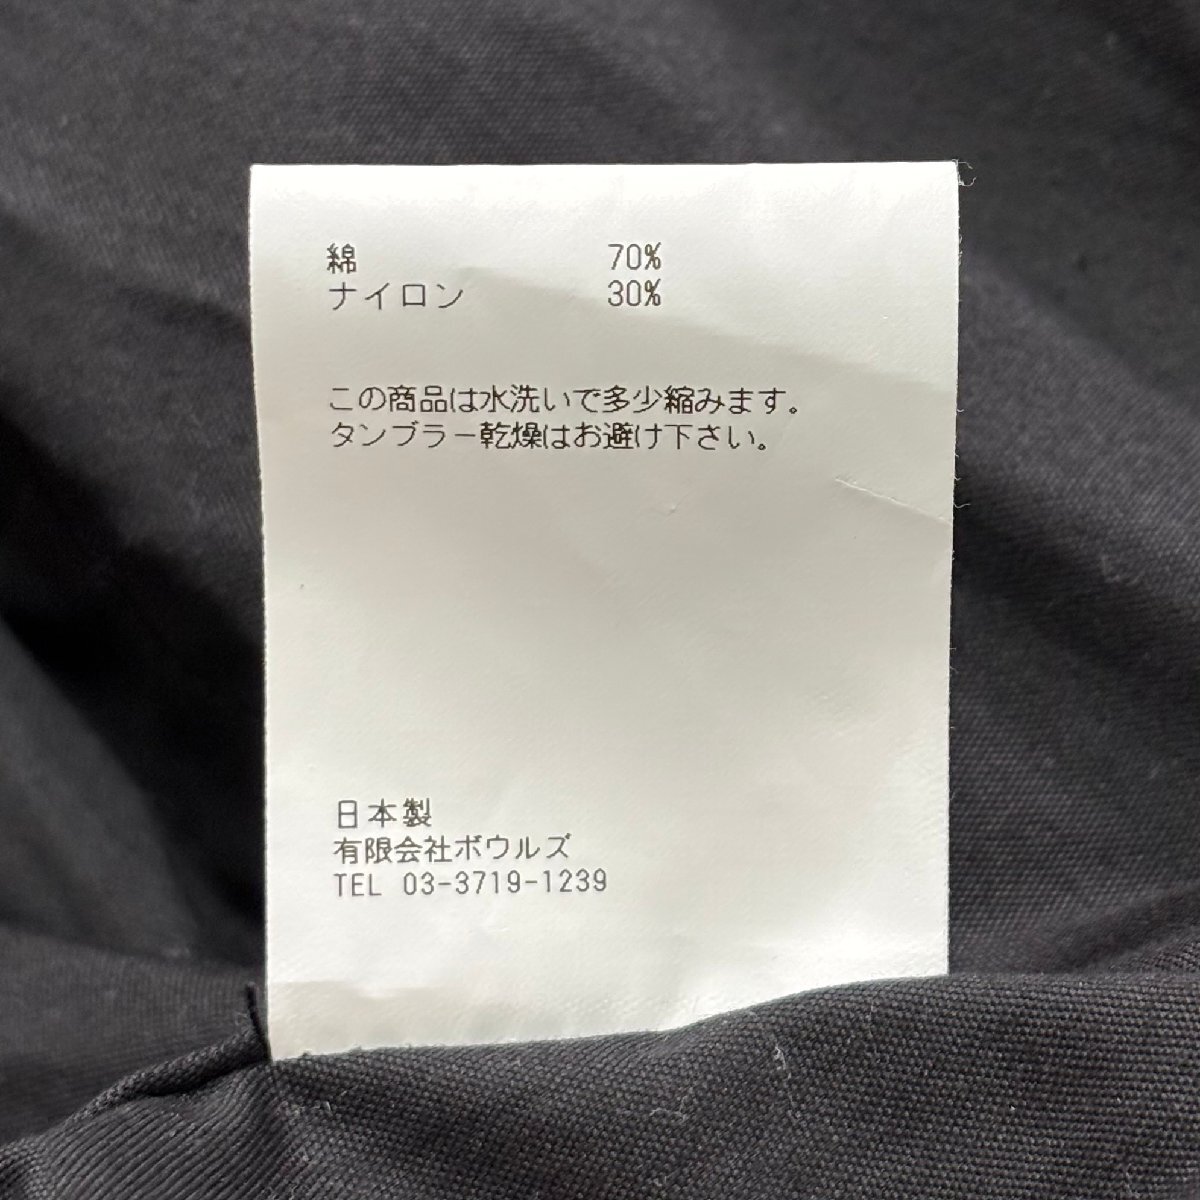 綿 70%
ナイロン 30%
この商品は水洗いで多少縮みます。
タンブラー乾燥はお避け下さい。
日本製
有限会社ボウルズ
TEL 03-3719-1239